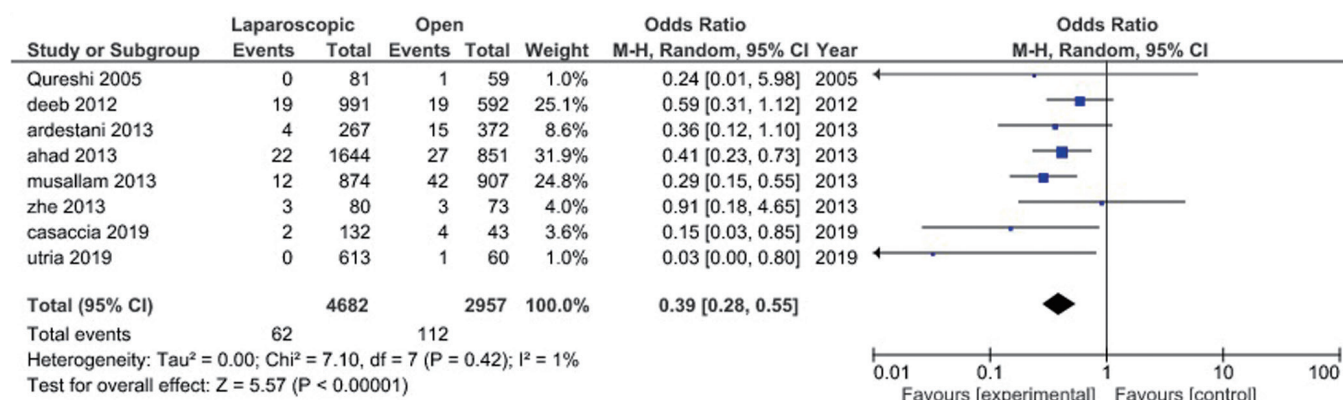 Laparoscopic Open Odds Ratio Odds Ratio
Study or Subgroup Events Total Events Total Weight M-H, Random, 95% CI Year M-H, Random, 95% CI
Qureshi 2005 0 81 1 59 1.0% 0.24 [0.01, 5.98] 2005
deeb 2012 19 991 19 592 25.1% 0.59 [0.31, 1.12] 2012
ardestani 2013 4 267 15 372 8.6% 0.36 [0.12, 1.10] 2013
ahad 2013 22 1644 27 851 31.9% 0.41 [0.23, 0.73] 2013
musallam 2013 12 874 42 907 24.8% 0.29 [0.15, 0.55] 2013
zhe 2013 3 80 3 73 4.0% 0.91 [0.18, 4.65] 2013
casaccia 2019 2 132 4 43 3.6% 0.15 [0.03, 0.85] 2019
utria 2019 0 613 1 60 1.0% 0.03 [0.00, 0.80] 2019
Total (95% CI) 4682 2957 100.0% 0.39 [0.28, 0.55]
Total events 62 112
Heterogeneity: Tau² = 0.00; Chi² = 7.10, df = 7 (P = 0.42); I² = 1%
Test for overall effect: Z = 5.57 (P < 0.00001)
0.01 0.1 1 10 100
Favours [experimental] Favours [control]